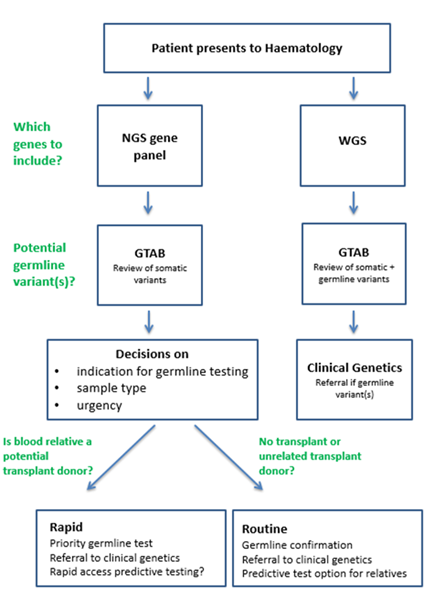 Patient presents to Haematology
Which
genes to
include?
NGS gene
panel
WGS
Potential
germline
variant(s)?
GTAB
Review of somatic
variants
GTAB
Review of somatic +
germline variants
Decisions on
• indication for germline testing
• sample type
• urgency
Clinical Genetics
Referral if germline
variant(s)
Is blood relative a
potential
transplant donor?
No transplant or
unrelated transplant
donor?
Rapid
Priority germline test
Referral to clinical genetics
Rapid access predictive testing?
Routine
Germline confirmation
Referral to clinical genetics
Predictive test option for relatives